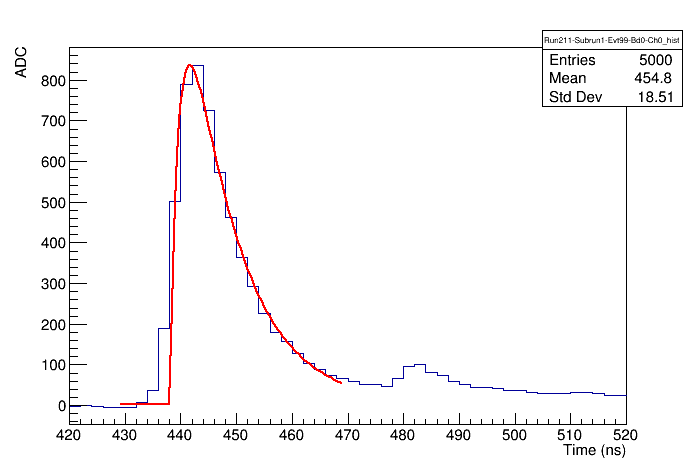 Run211-Subrun1-Evt99-Bd0-Ch0_hist
Entries 5000
Mean 454.8
Std Dev 18.51
ADC
800
700
600
500
400
300
200
100
0
420 430 440 450 460 470 480 490 500 510 520
Time (ns)